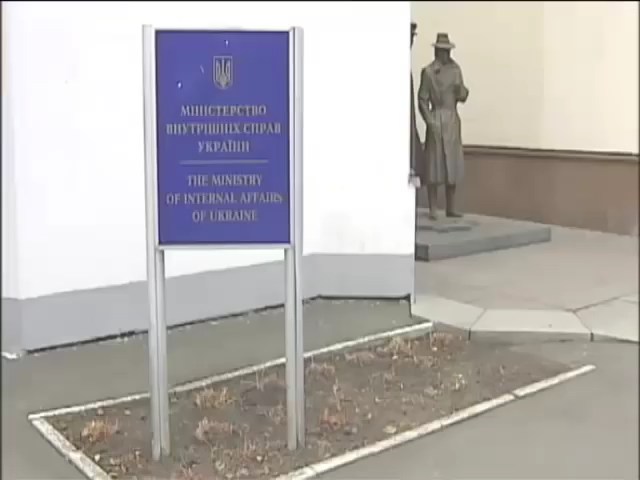 МІНІСТЕРСТВО
ВНУТРІШНІХ СПРАВ
УКРАЇНИ
THE MINISTRY
OF INTERNAL AFFAIRS
OF UKRAINE